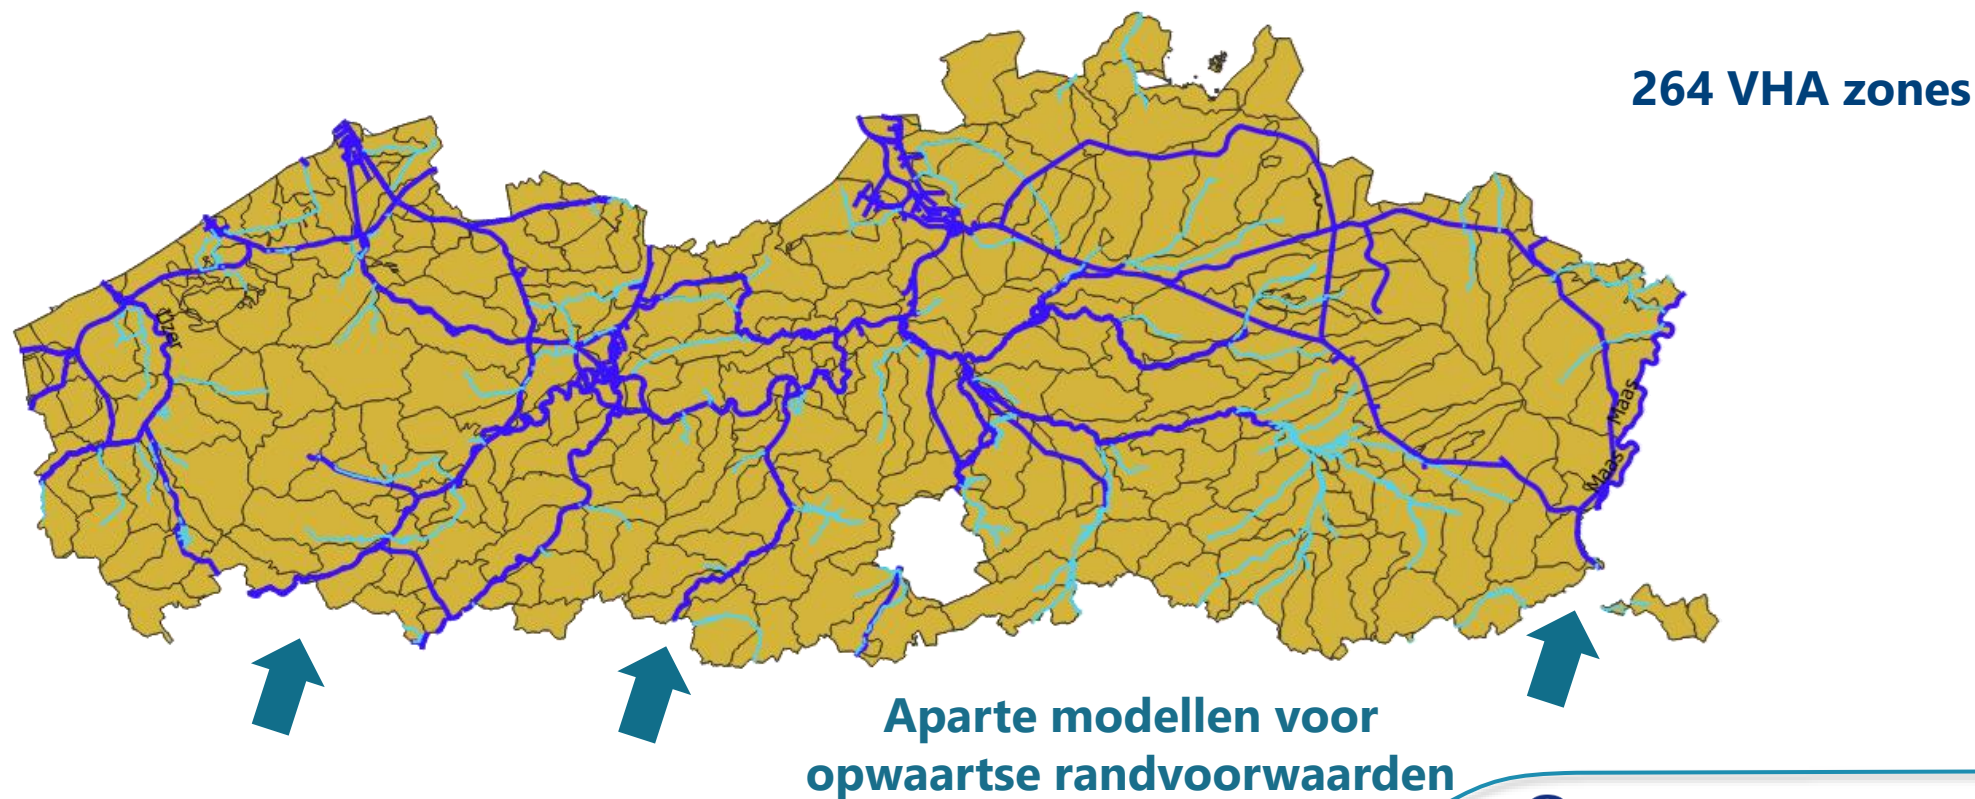 264 VHA zones
IJzer
Maas
Maas
Aparte modellen voor
opwaartse randvoorwaarden